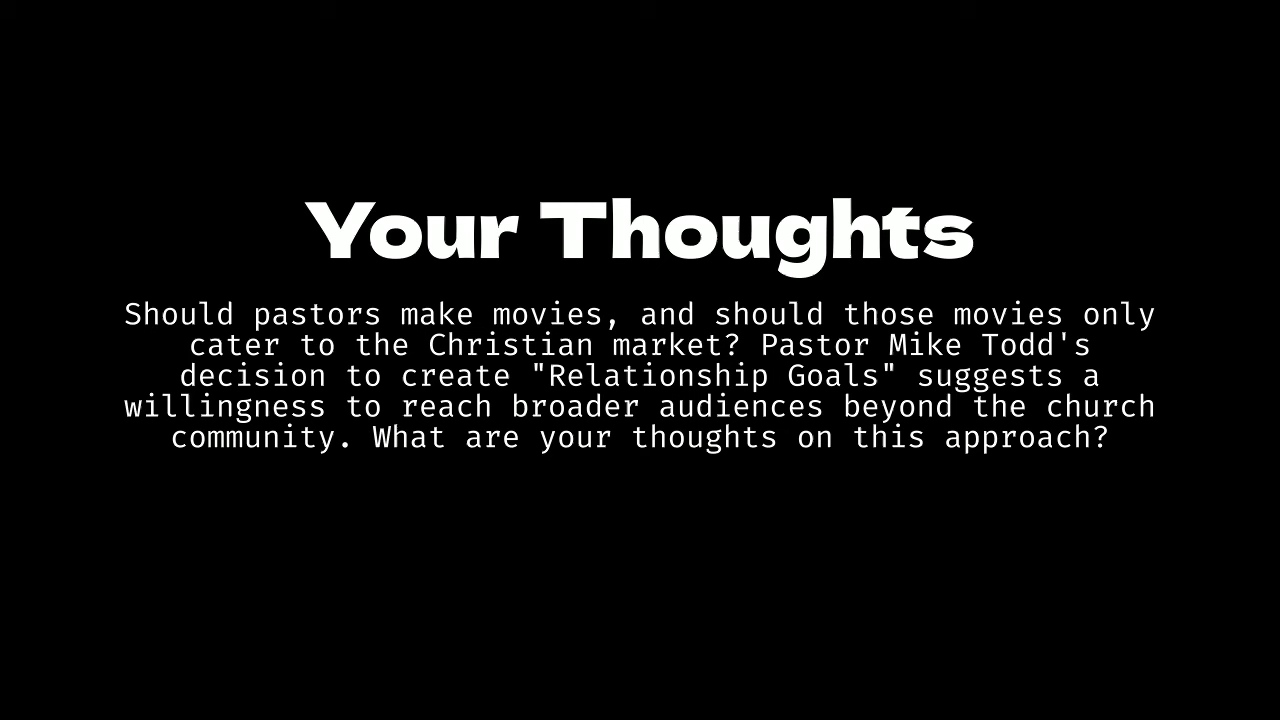 Your Thoughts
Should pastors make movies, and should those movies only
cater to the Christian market? Pastor Mike Todd's
decision to create "Relationship Goals" suggests a
willingness to reach broader audiences beyond the church
community. What are your thoughts on this approach?